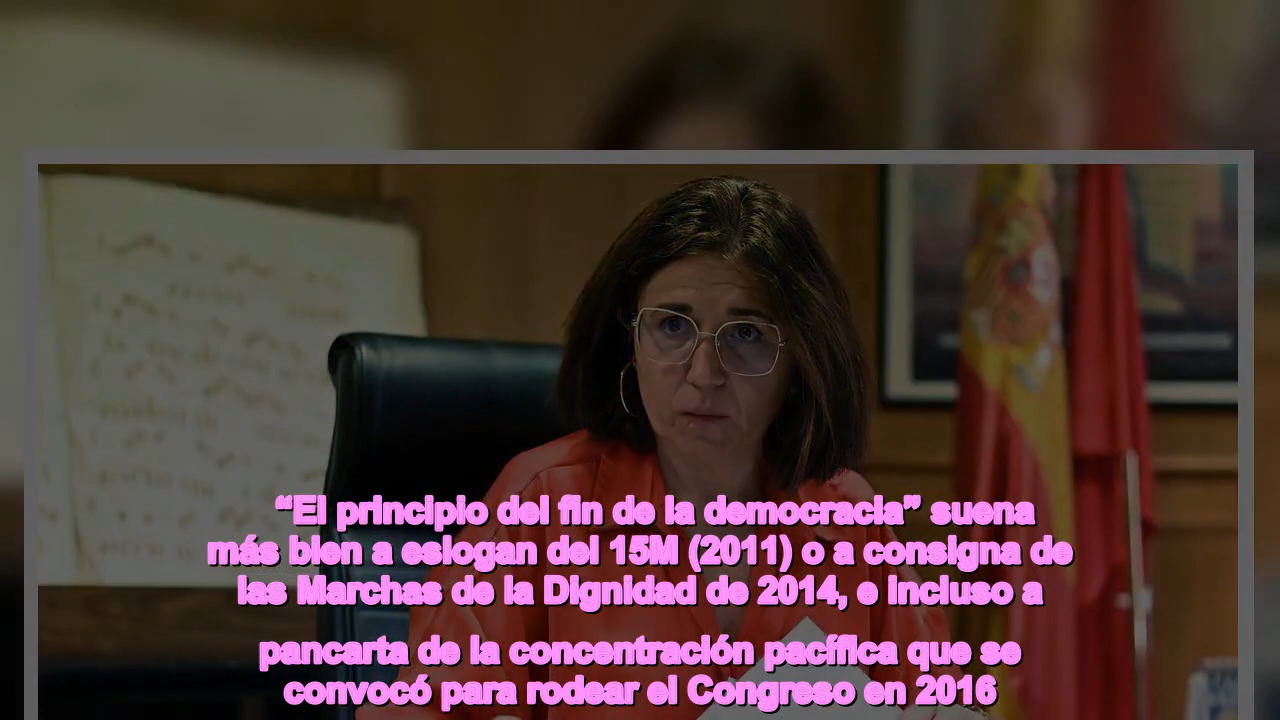 “El principio del fin de la democracia” suena
más bien a eslogan del 15M (2011) o a consigna de
las Marchas de la Dignidad de 2014, e incluso a
pancarta de la concentración pacífica que se
convocó para rodear el Congreso en 2016